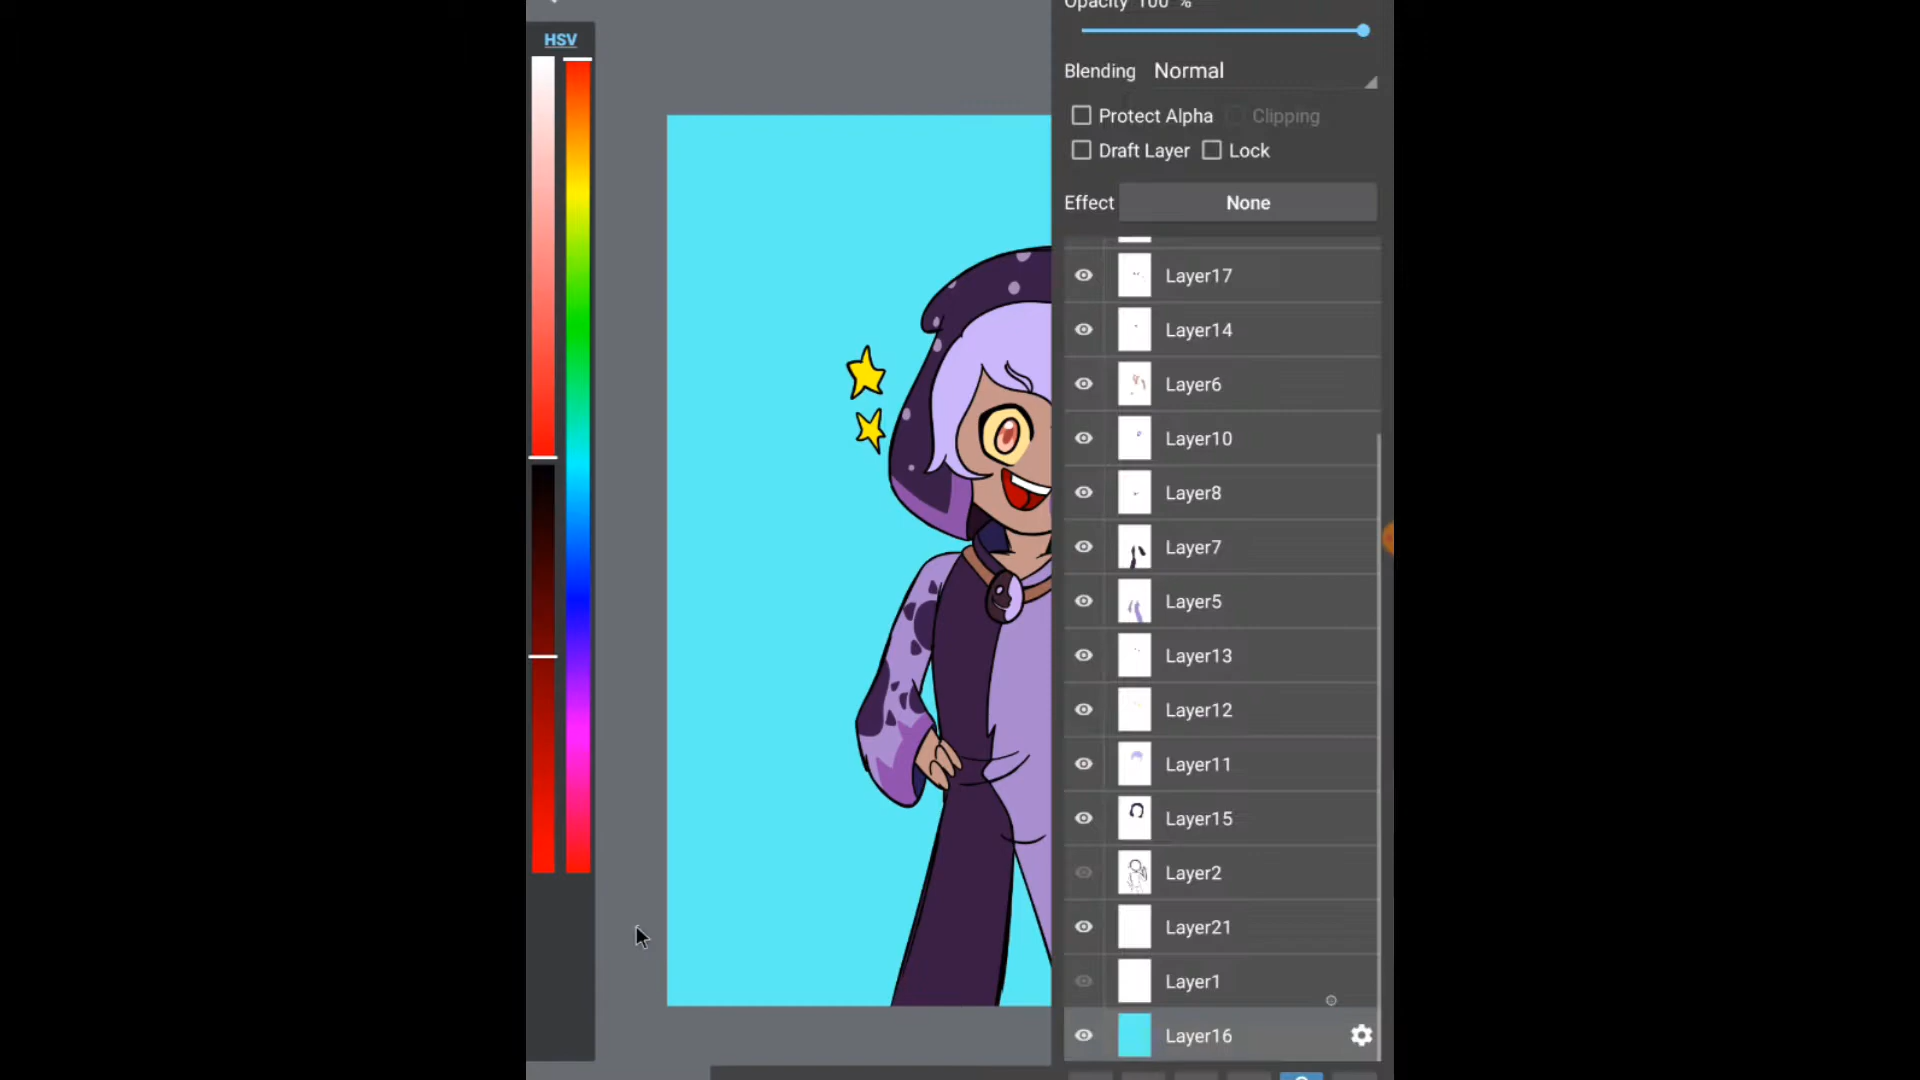 HSV
Opacity 100 %
Blending Normal
Protect Alpha Clipping
Draft Layer Lock
Effect None
Layer17
Layer14
Layer6
Layer10
Layer8
Layer7
Layer5
Layer13
Layer12
Layer11
Layer15
Layer2
Layer21
Layer1
Layer16